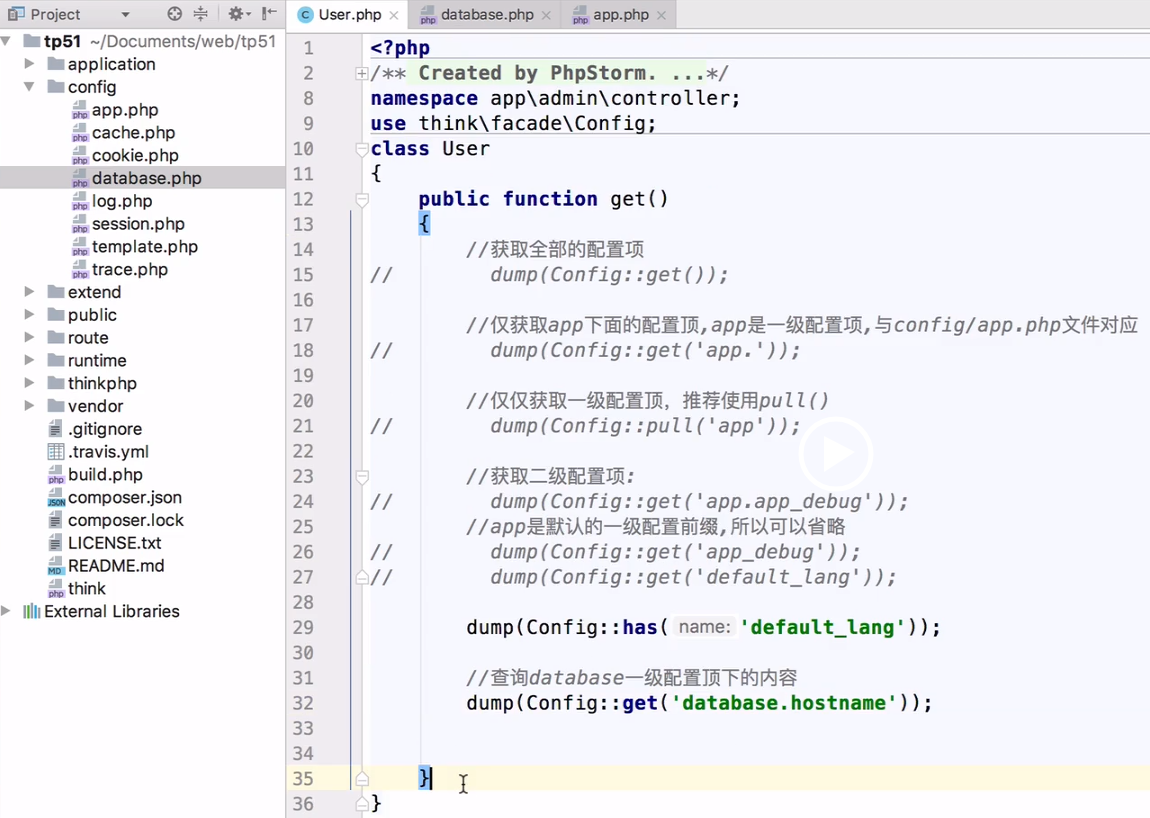 Project
User.php
database.php
app.php
tp51 ~/Documents/web/tp51
application
config
app.php
cache.php
cookie.php
database.php
log.php
session.php
template.php
trace.php
extend
public
route
runtime
thinkphp
vendor
.gitignore
.travis.yml
build.php
composer.json
composer.lock
LICENSE.txt
README.md
think
External Libraries
1 <?php
2 /** Created by PhpStorm. ...*/
8 namespace app\admin\controller;
9 use think\facade\Config;
10 class User
11 {
12 public function get()
13 {
14 //获取全部的配置项
15 // dump(Config::get());
16
17 //仅获取app下面的配置顶,app是一级配置项,与config/app.php文件对应
18 // dump(Config::get('app.'));
19
20 //仅仅获取一级配置顶，推荐使用pull()
21 // dump(Config::pull('app'));
22
23 //获取二级配置项:
24 // dump(Config::get('app.app_debug'));
25 //app是默认的一级配置前缀,所以可以省略
26 // dump(Config::get('app_debug'));
27 // dump(Config::get('default_lang'));
28
29 dump(Config::has( name: 'default_lang'));
30
31 //查询database一级配置顶下的内容
32 dump(Config::get('database.hostname'));
33
34
35 }
36 }